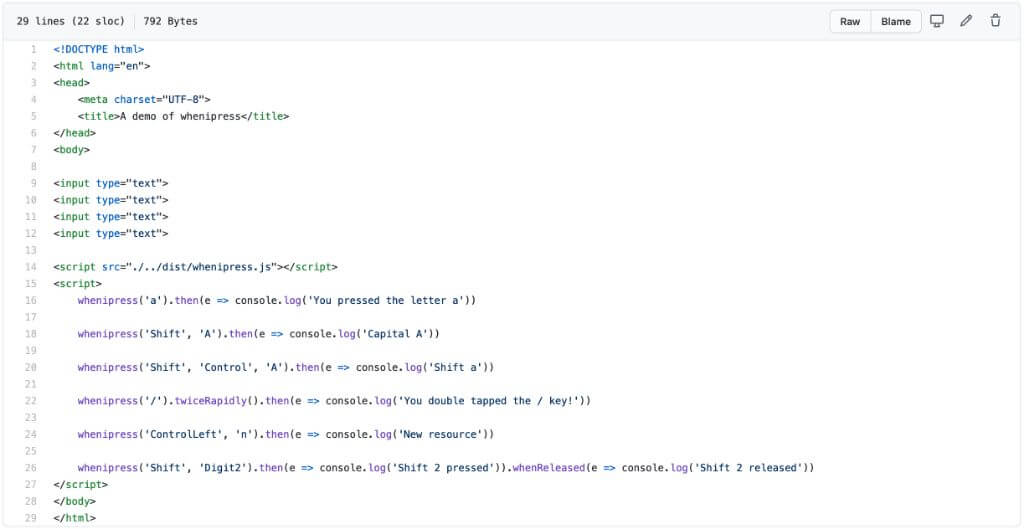 29 lines (22 sloc) 792 Bytes Raw Blame
1 <!DOCTYPE html>
2 <html lang="en">
3 <head>
4     <meta charset="UTF-8">
5     <title>A demo of whenipress</title>
6 </head>
7 <body>
8
9 <input type="text">
10 <input type="text">
11 <input type="text">
12 <input type="text">
13
14 <script src="./../dist/whenipress.js"></script>
15 <script>
16     whenipress('a').then(e => console.log('You pressed the letter a'))
17
18     whenipress('Shift', 'A').then(e => console.log('Capital A'))
19
20     whenipress('Shift', 'Control', 'A').then(e => console.log('Shift a'))
21
22     whenipress('/').twiceRapidly().then(e => console.log('You double tapped the / key!'))
23
24     whenipress('ControlLeft', 'n').then(e => console.log('New resource'))
25
26     whenipress('Shift', 'Digit2').then(e => console.log('Shift 2 pressed')).whenReleased(e => console.log('Shift 2 released'))
27 </script>
28 </body>
29 </html>